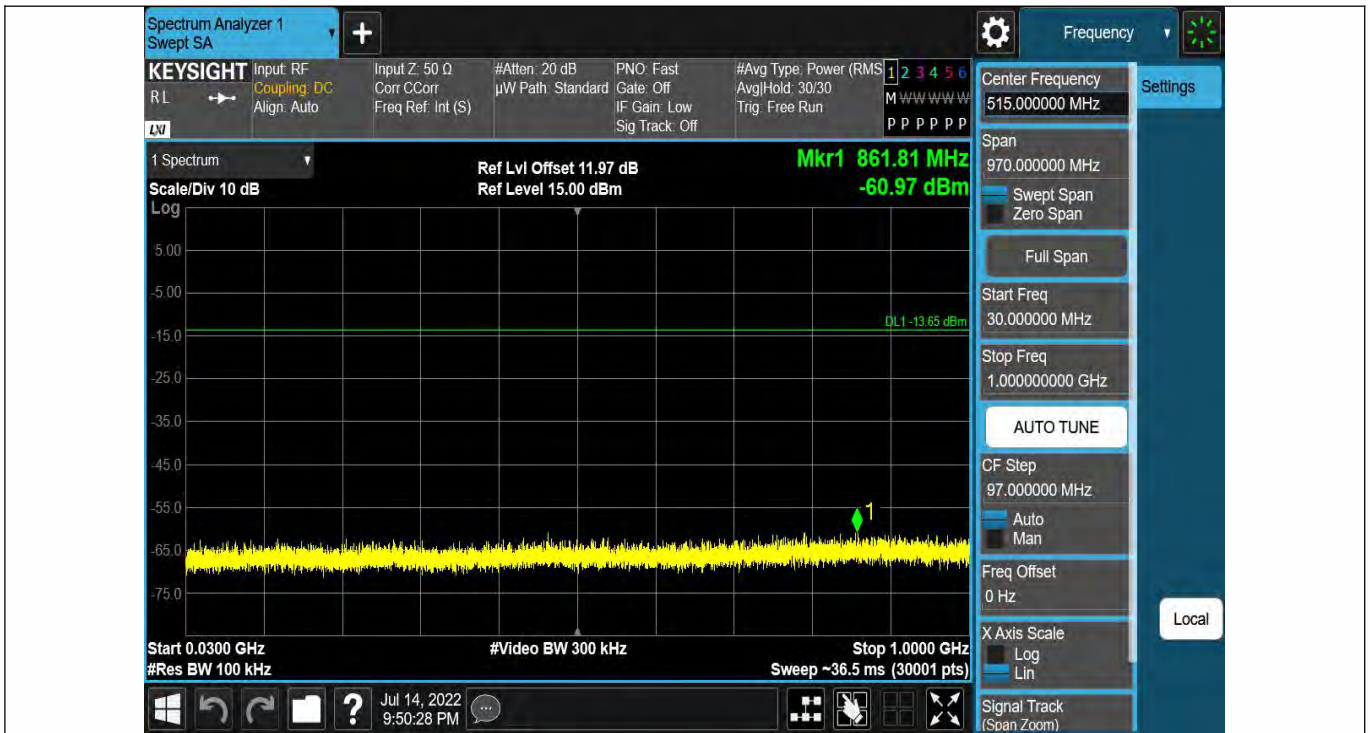 Spectrum Analyzer 1
Swept SA
Frequency
KEYSIGHT
R L
LXI
Input: RF
Coupling: DC
Align: Auto
Input Z: 50 Ω
Corr CCorr
Freq Ref: Int (S)
#Atten: 20 dB
µW Path: Standard
PNO: Fast
Gate: Off
IF Gain: Low
Sig Track: Off
#Avg Type: Power (RMS
Avg|Hold: 30/30
Trig: Free Run
1 2 3 4 5 6
M W W W W W
P P P P P P
1 Spectrum
Scale/Div 10 dB
Log
Ref Lvl Offset 11.97 dB
Ref Level 15.00 dBm
Mkr1 861.81 MHz
-60.97 dBm
5.00
-5.00
DL1 -13.65 dBm
-15.0
-25.0
-35.0
-45.0
-55.0
1
-65.0
-75.0
Start 0.0300 GHz
#Res BW 100 kHz
#Video BW 300 kHz
Stop 1.0000 GHz
Sweep ~36.5 ms (30001 pts)
?
Jul 14, 2022
9:50:28 PM
Center Frequency
515.000000 MHz
Span
970.000000 MHz
Swept Span
Zero Span
Full Span
Start Freq
30.000000 MHz
Stop Freq
1.000000000 GHz
AUTO TUNE
CF Step
97.000000 MHz
Auto
Man
Freq Offset
0 Hz
X Axis Scale
Log
Lin
Signal Track
(Span Zoom)
Settings
Local